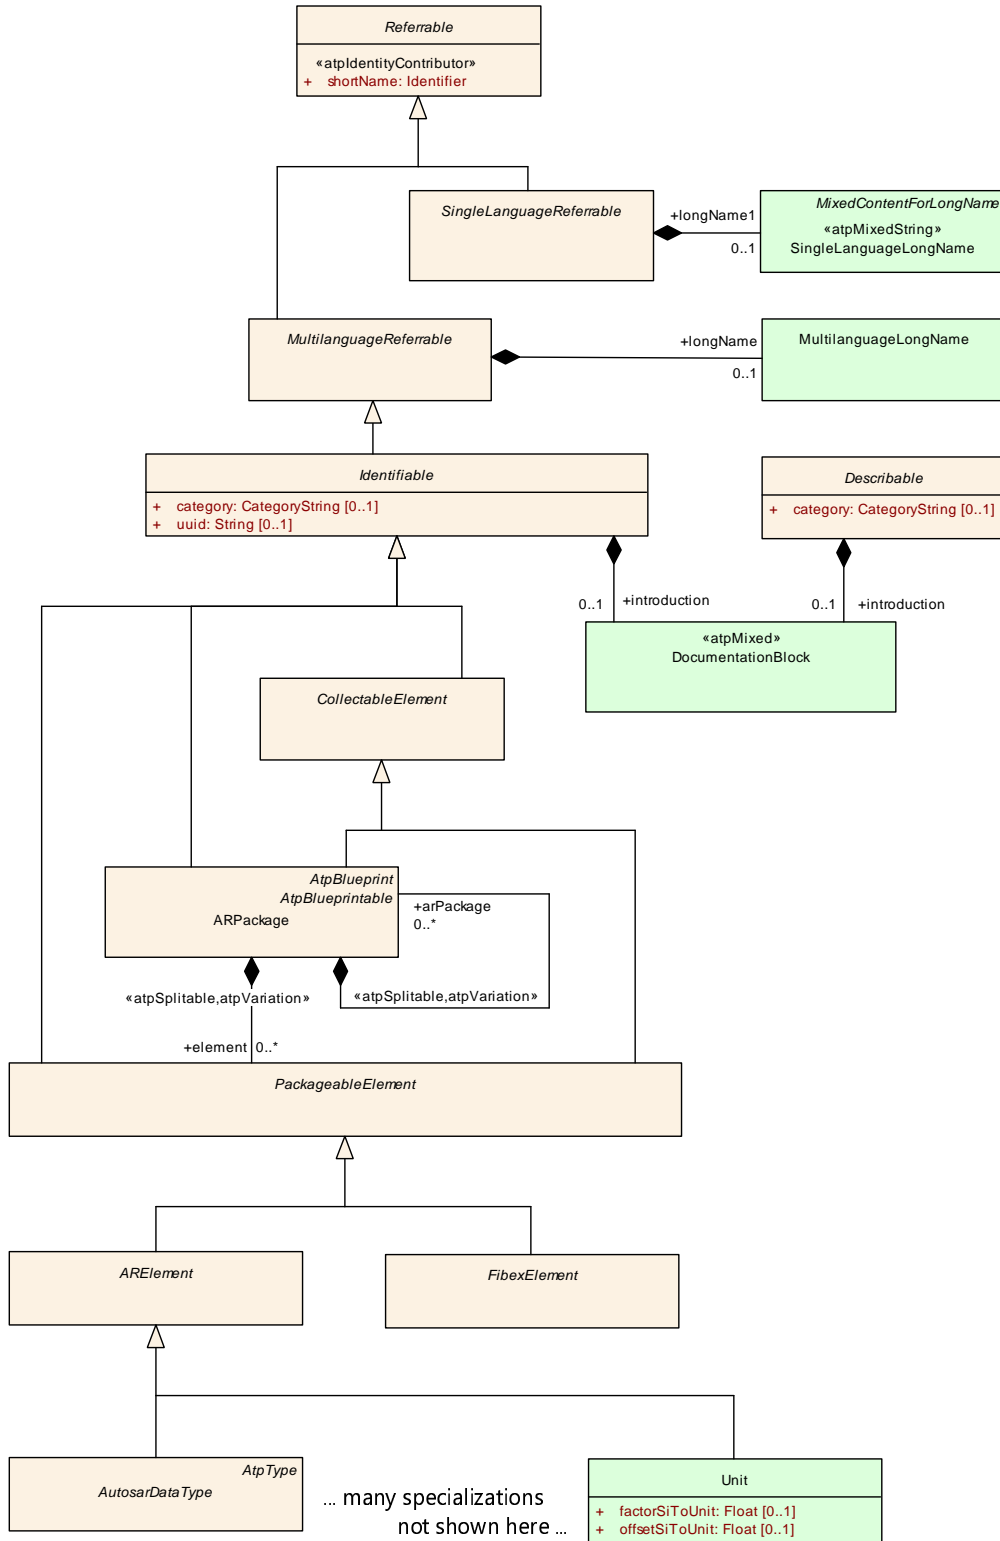 Referrable
«atpIdentityContributor»
+ shortName: Identifier
SingleLanguageReferrable
+longName1
0..1
MixedContentForLongName
«atpMixedString»
SingleLanguageLongName
MultilanguageReferrable
+longName
0..1
MultilanguageLongName
Identifiable
+ category: CategoryString [0..1]
+ uuid: String [0..1]
Describable
+ category: CategoryString [0..1]
0..1 +introduction
0..1 +introduction
«atpMixed»
DocumentationBlock
CollectableElement
AtpBlueprint
AtpBlueprintable
ARPackage
+arPackage
0..*
«atpSplitable,atpVariation»
«atpSplitable,atpVariation»
+element 0..*
PackageableElement
ARElement
FibexElement
AtpType
AutosarDataType
... many specializations
not shown here ...
Unit
+ factorSiToUnit: Float [0..1]
+ offsetSiToUnit: Float [0..1]